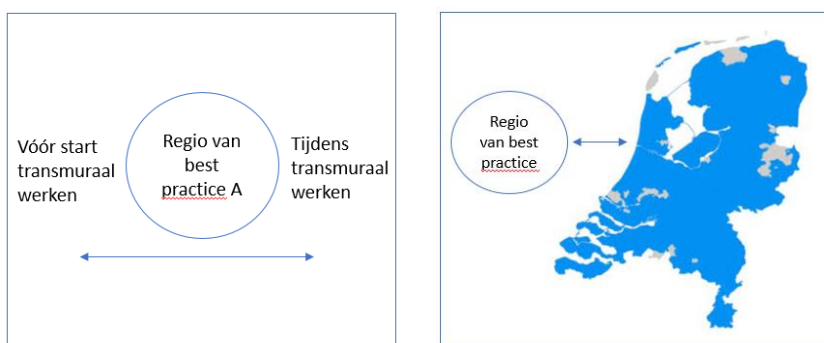 Vóór start
transmuraal
werken
Regio van
best
practice A
Tijdens
transmuraal
werken
Regio
van best
practice